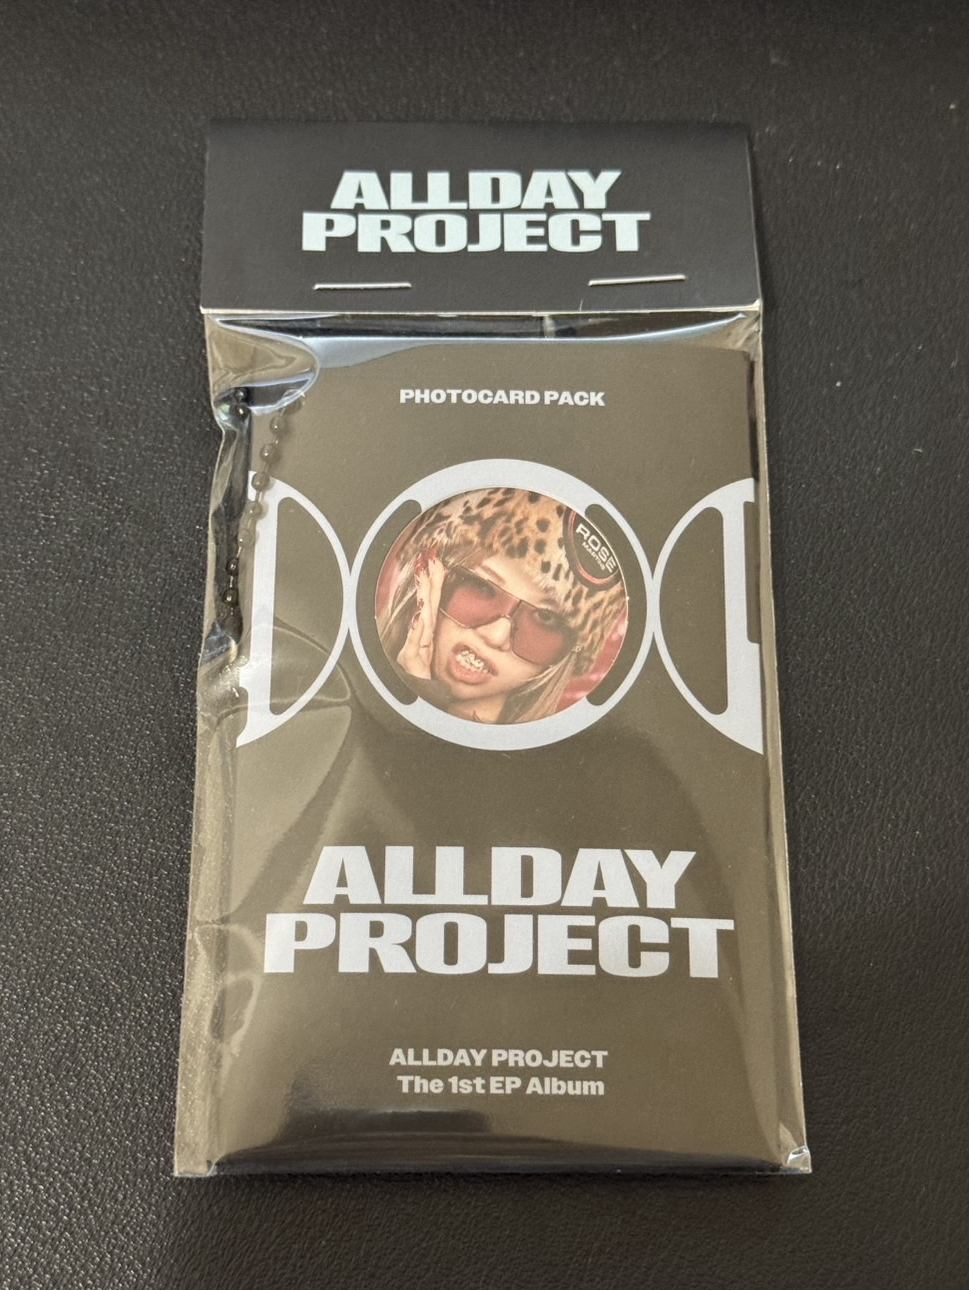 ALLDAY
PROJECT
PHOTOCARD PACK
ROSE
ALLDAY
PROJECT
ALLDAY PROJECT
The 1st EP Album